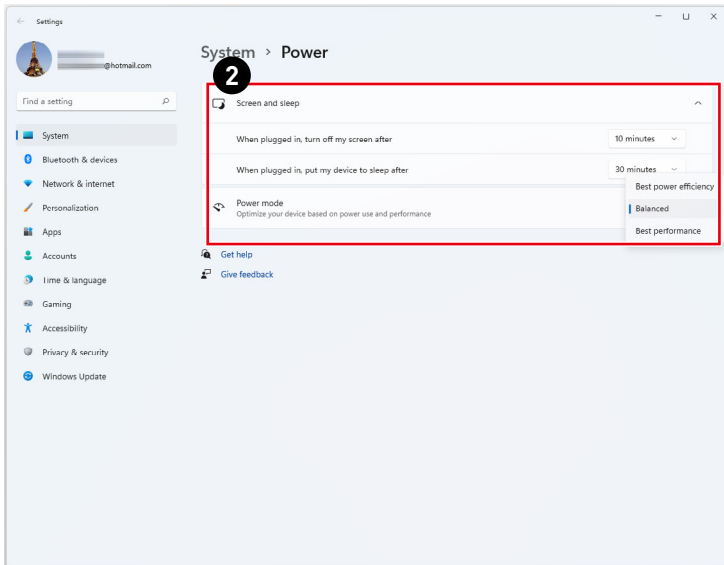 Settings
@hotmail.com
System > Power
2
Find a setting
System
Bluetooth & devices
Network & internet
Personalization
Apps
Accounts
Time & language
Gaming
Accessibility
Privacy & security
Windows Update
Screen and sleep
When plugged in, turn off my screen after
10 minutes
When plugged in, put my device to sleep after
30 minutes
Power mode
Optimize your device based on power use and performance
Best power efficiency
Balanced
Best performance
Get help
Give feedback